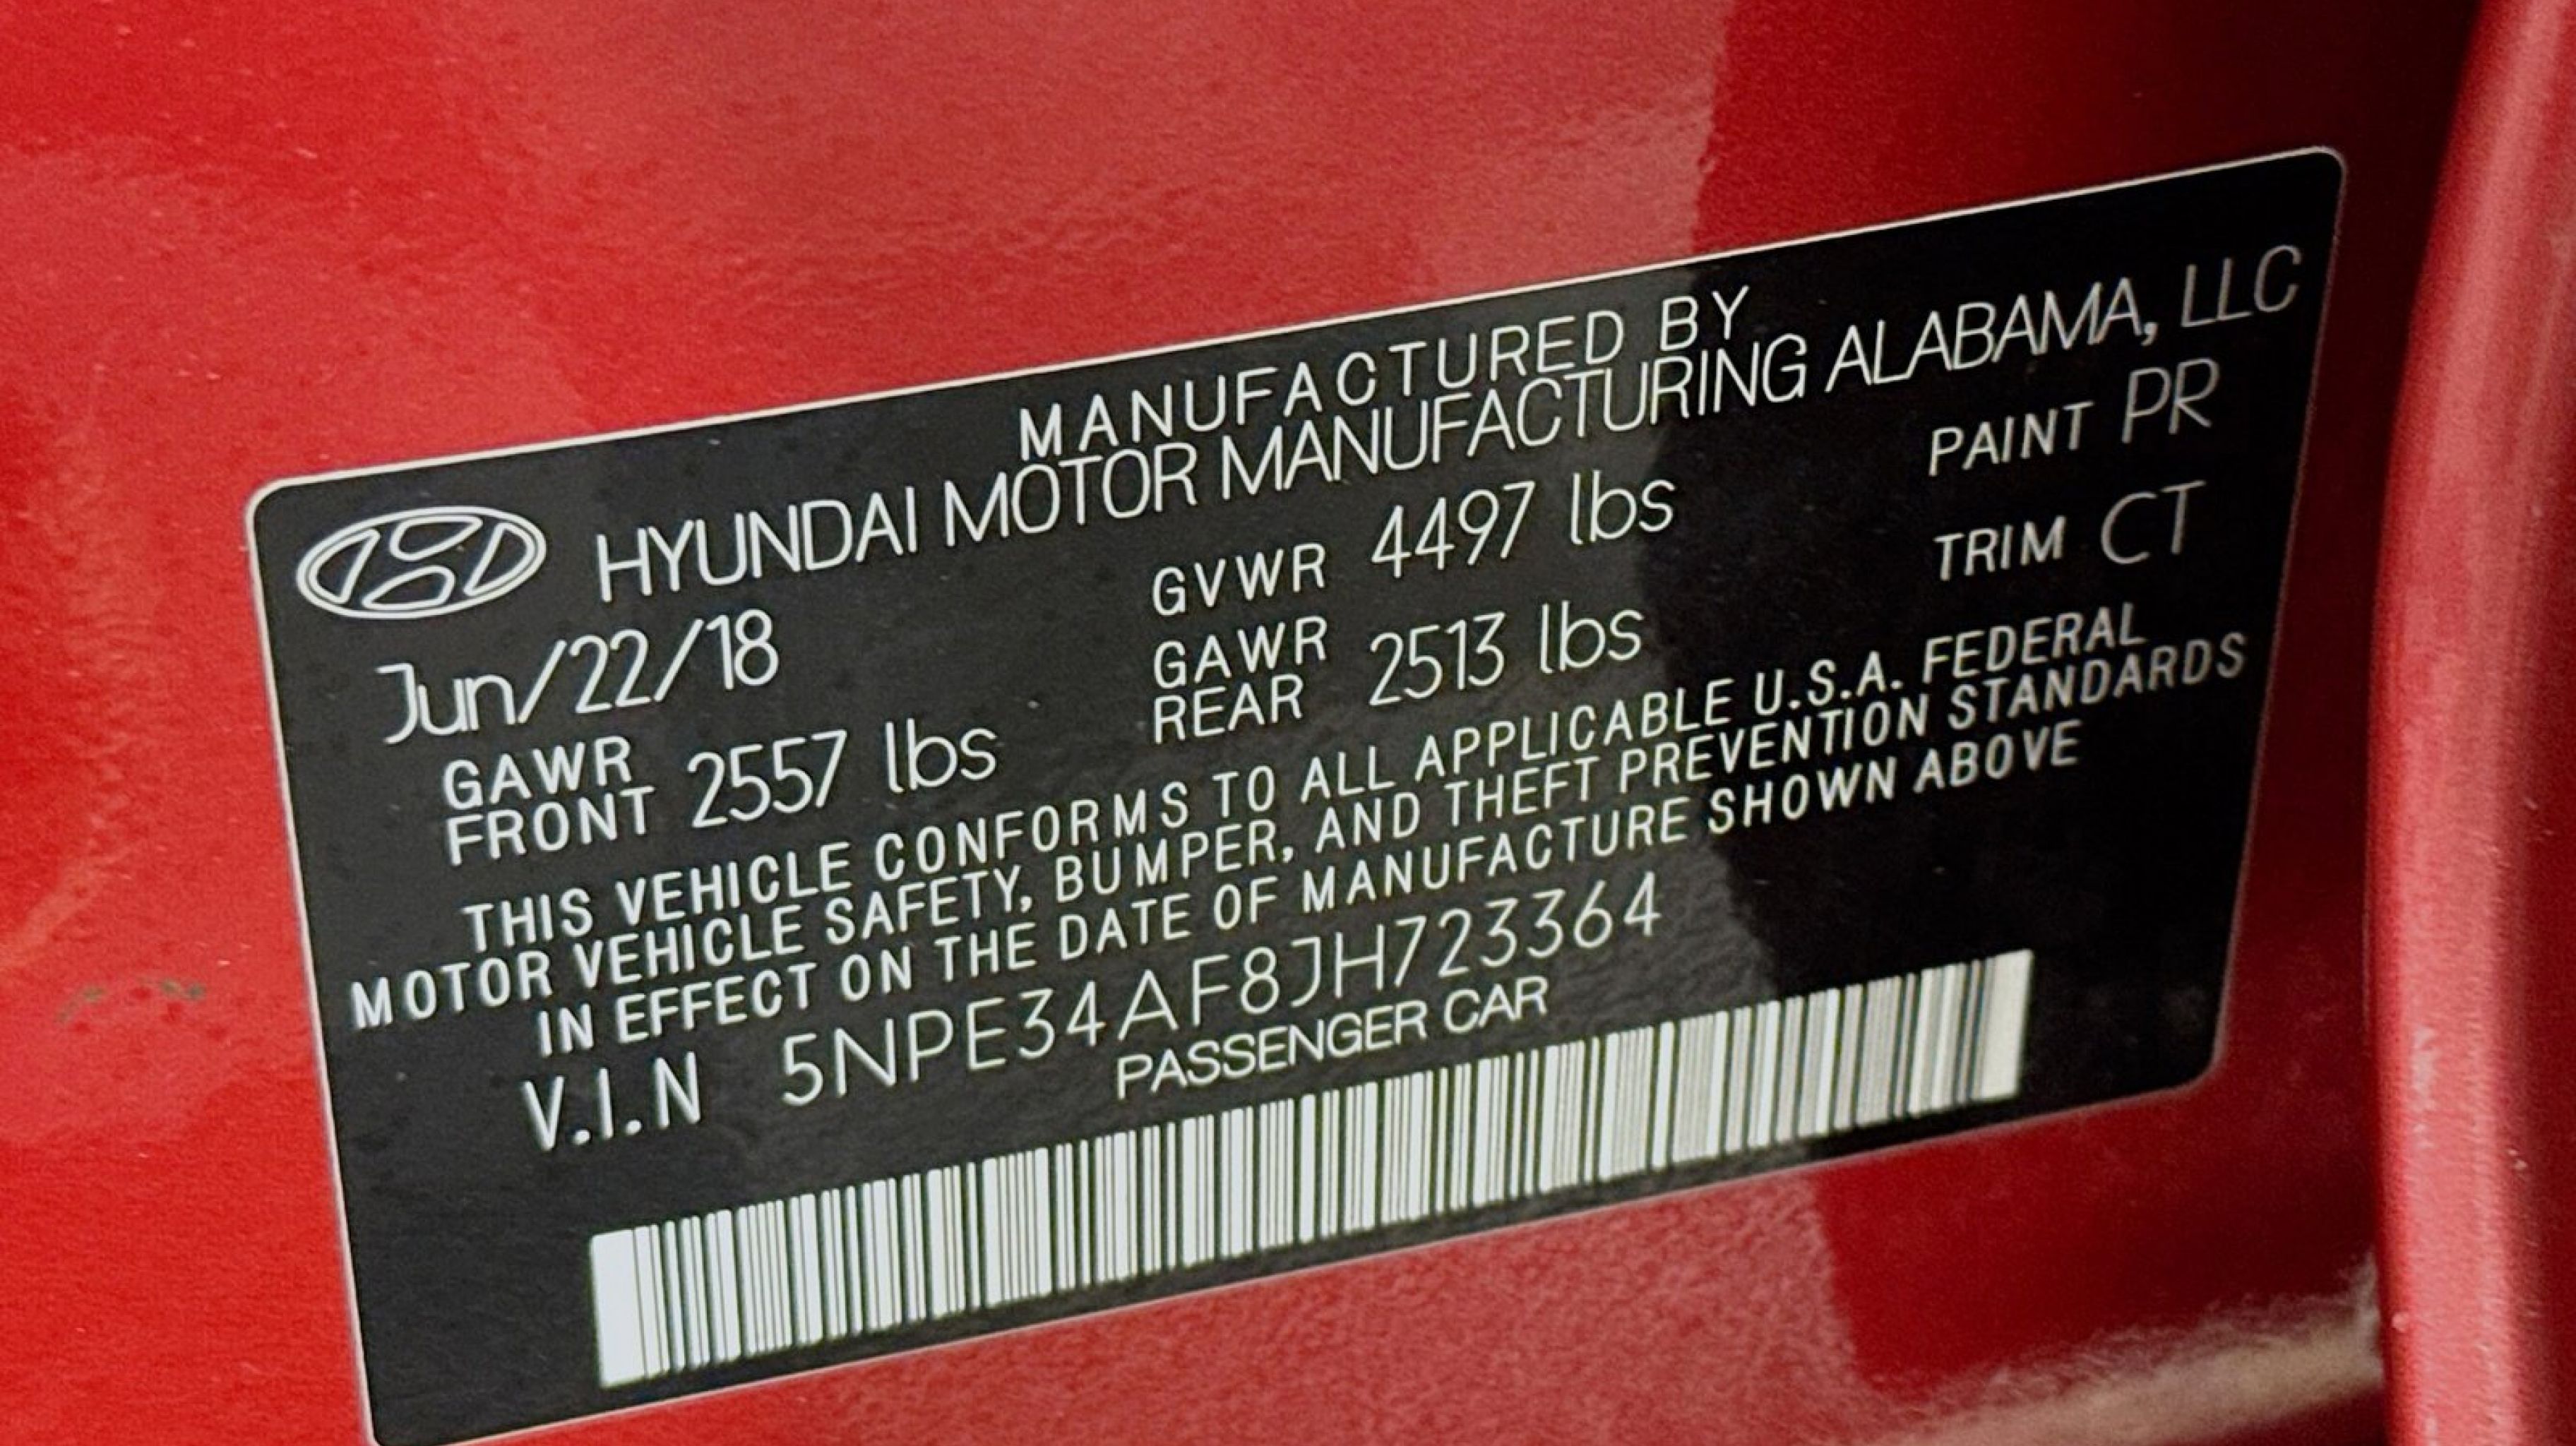 MANUFACTURED BY
HYUNDAI MOTOR MANUFACTURING ALABAMA, LLC
Jun/22/18 GVWR 4497 lbs PAINT PR
GAWR FRONT 2557 lbs GAWR REAR 2513 lbs TRIM CT
THIS VEHICLE CONFORMS TO ALL APPLICABLE U.S.A. FEDERAL
MOTOR VEHICLE SAFETY, BUMPER, AND THEFT PREVENTION STANDARDS
IN EFFECT ON THE DATE OF MANUFACTURE SHOWN ABOVE
V.I.N 5NPE34AF8JH723364
PASSENGER CAR